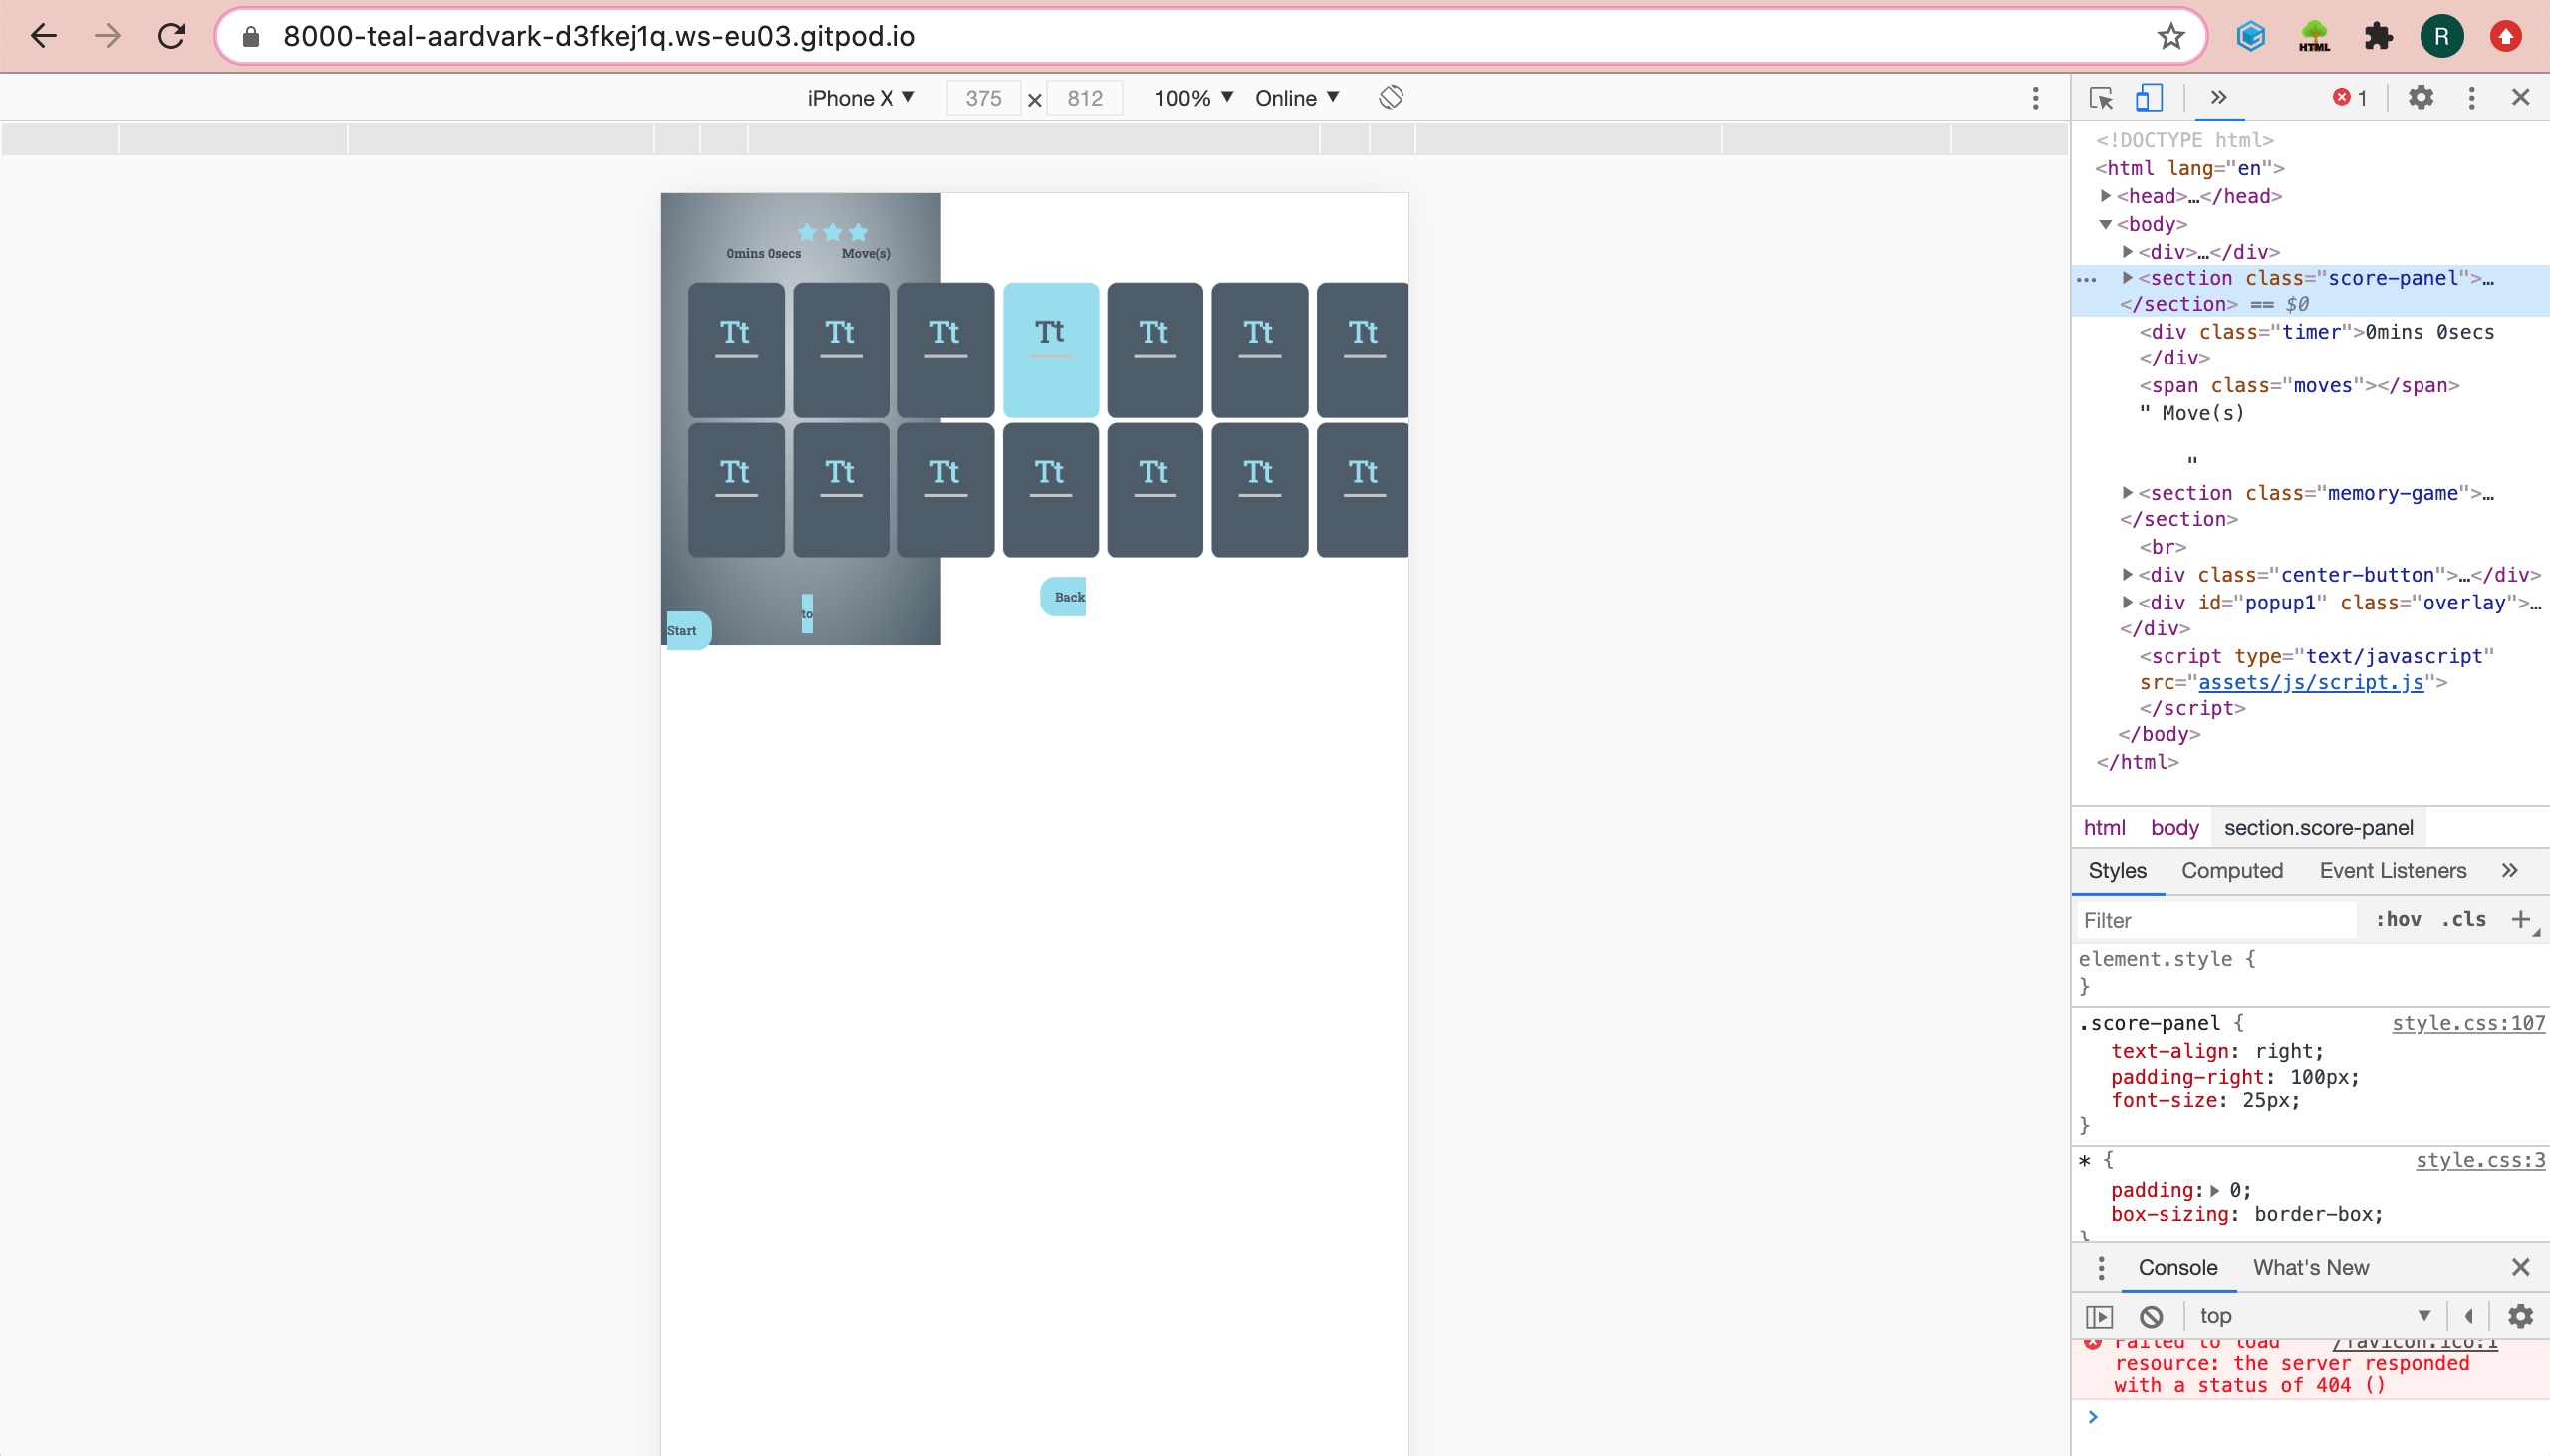 8000-teal-aardvark-d3fkej1q.ws-eu03.gitpod.io
HTML
R
iPhone X ▼ 375 × 812 100% ▼ Online ▼
1
0mins 0secs Move(s)
Tt Tt Tt Tt Tt Tt Tt
Tt Tt Tt Tt Tt Tt Tt
Back
to
Start
<!DOCTYPE html>
<html lang="en">
<head>…</head>
<body>
<div>…</div>
<section class="score-panel">…
</section> == $0
<div class="timer">0mins 0secs
</div>
<span class="moves"></span>
" Move(s)
"
<section class="memory-game">…
</section>
<br>
<div class="center-button">…</div>
<div id="popup1" class="overlay">…
</div>
<script type="text/javascript"
src="assets/js/script.js">
</script>
</body>
</html>
html body section.score-panel
Styles Computed Event Listeners »
Filter :hov .cls +
element.style {
}
.score-panel { style.css:107
text-align: right;
padding-right: 100px;
font-size: 25px;
}
* { style.css:3
padding: 0;
box-sizing: border-box;
}
Console What's New
top
Failed to load /favicon.ico:1
resource: the server responded
with a status of 404 ()